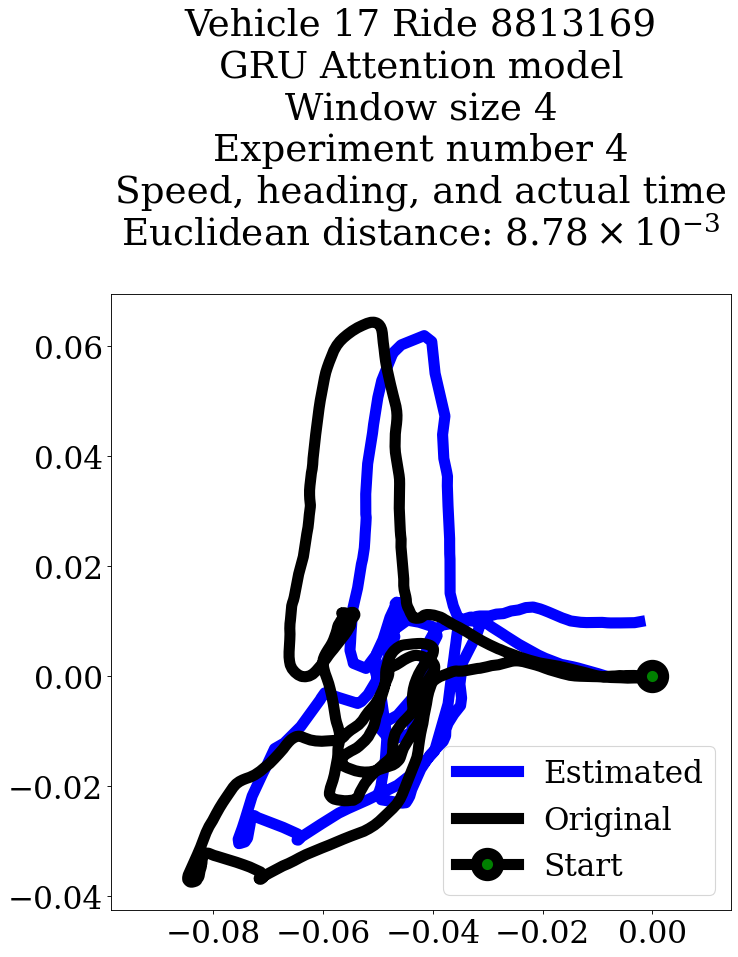 Vehicle 17 Ride 8813169
GRU Attention model
Window size 4
Experiment number 4
Speed, heading, and actual time
Euclidean distance: 8.78 × 10⁻³
0.06
0.04
0.02
0.00
−0.02
−0.04
Estimated
Original
Start
−0.08 −0.06 −0.04 −0.02 0.00